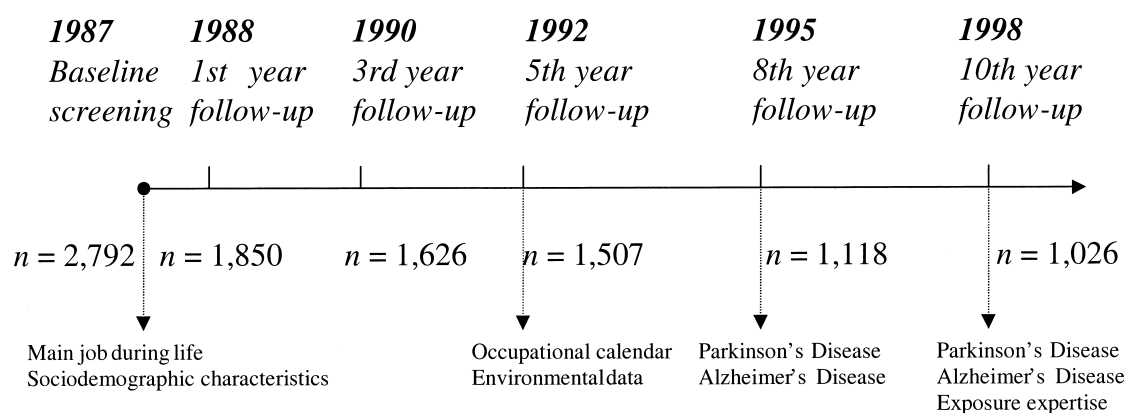 1987 1988 1990 1992 1995 1998
Baseline 1st year 3rd year 5th year 8th year 10th year
screening follow-up follow-up follow-up follow-up follow-up
n = 2,792 n = 1,850 n = 1,626 n = 1,507 n = 1,118 n = 1,026
Main job during life Occupational calendar Parkinson's Disease Parkinson's Disease
Sociodemographic characteristics Environmental data Alzheimer's Disease Alzheimer's Disease
Exposure expertise